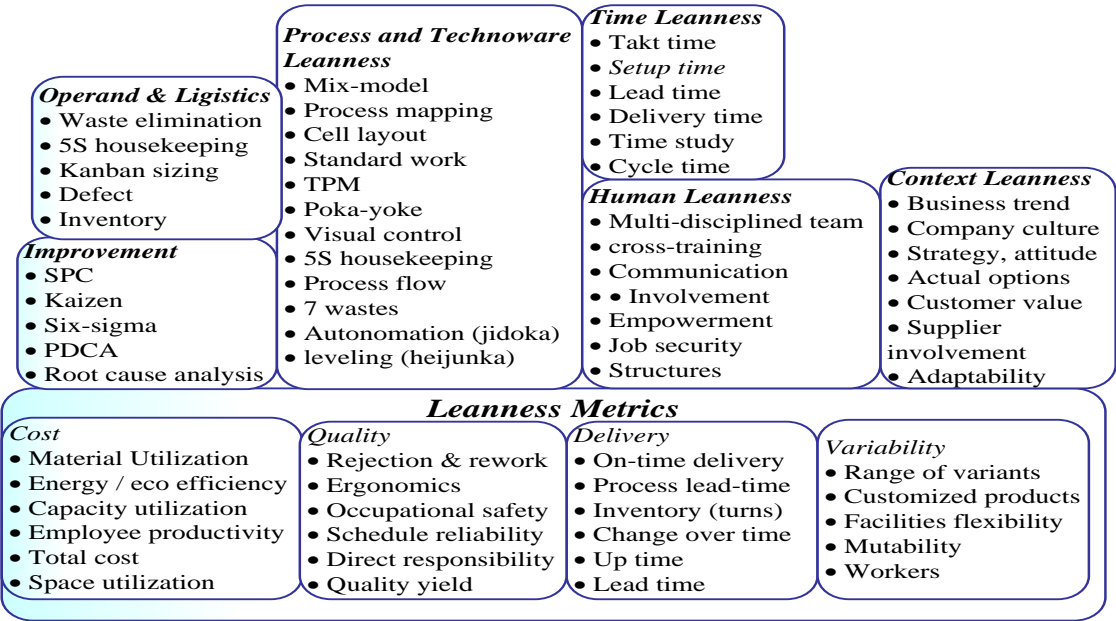 Operand & Ligistics
• Waste elimination
• 5S housekeeping
• Kanban sizing
• Defect
• Inventory
Improvement
• SPC
• Kaizen
• Six-sigma
• PDCA
• Root cause analysis
Process and Technoware
Leanness
• Mix-model
• Process mapping
• Cell layout
• Standard work
• TPM
• Poka-yoke
• Visual control
• 5S housekeeping
• Process flow
• 7 wastes
• Autonomation (jidoka)
• leveling (heijunka)
Time Leanness
• Takt time
• Setup time
• Lead time
• Delivery time
• Time study
• Cycle time
Human Leanness
• Multi-disciplined team
• cross-training
• Communication
• • Involvement
• Empowerment
• Job security
• Structures
Context Leanness
• Business trend
• Company culture
• Strategy, attitude
• Actual options
• Customer value
• Supplier
involvement
• Adaptability
Leanness Metrics
Cost
• Material Utilization
• Energy / eco efficiency
• Capacity utilization
• Employee productivity
• Total cost
• Space utilization
Quality
• Rejection & rework
• Ergonomics
• Occupational safety
• Schedule reliability
• Direct responsibility
• Quality yield
Delivery
• On-time delivery
• Process lead-time
• Inventory (turns)
• Change over time
• Up time
• Lead time
Variability
• Range of variants
• Customized products
• Facilities flexibility
• Mutability
• Workers